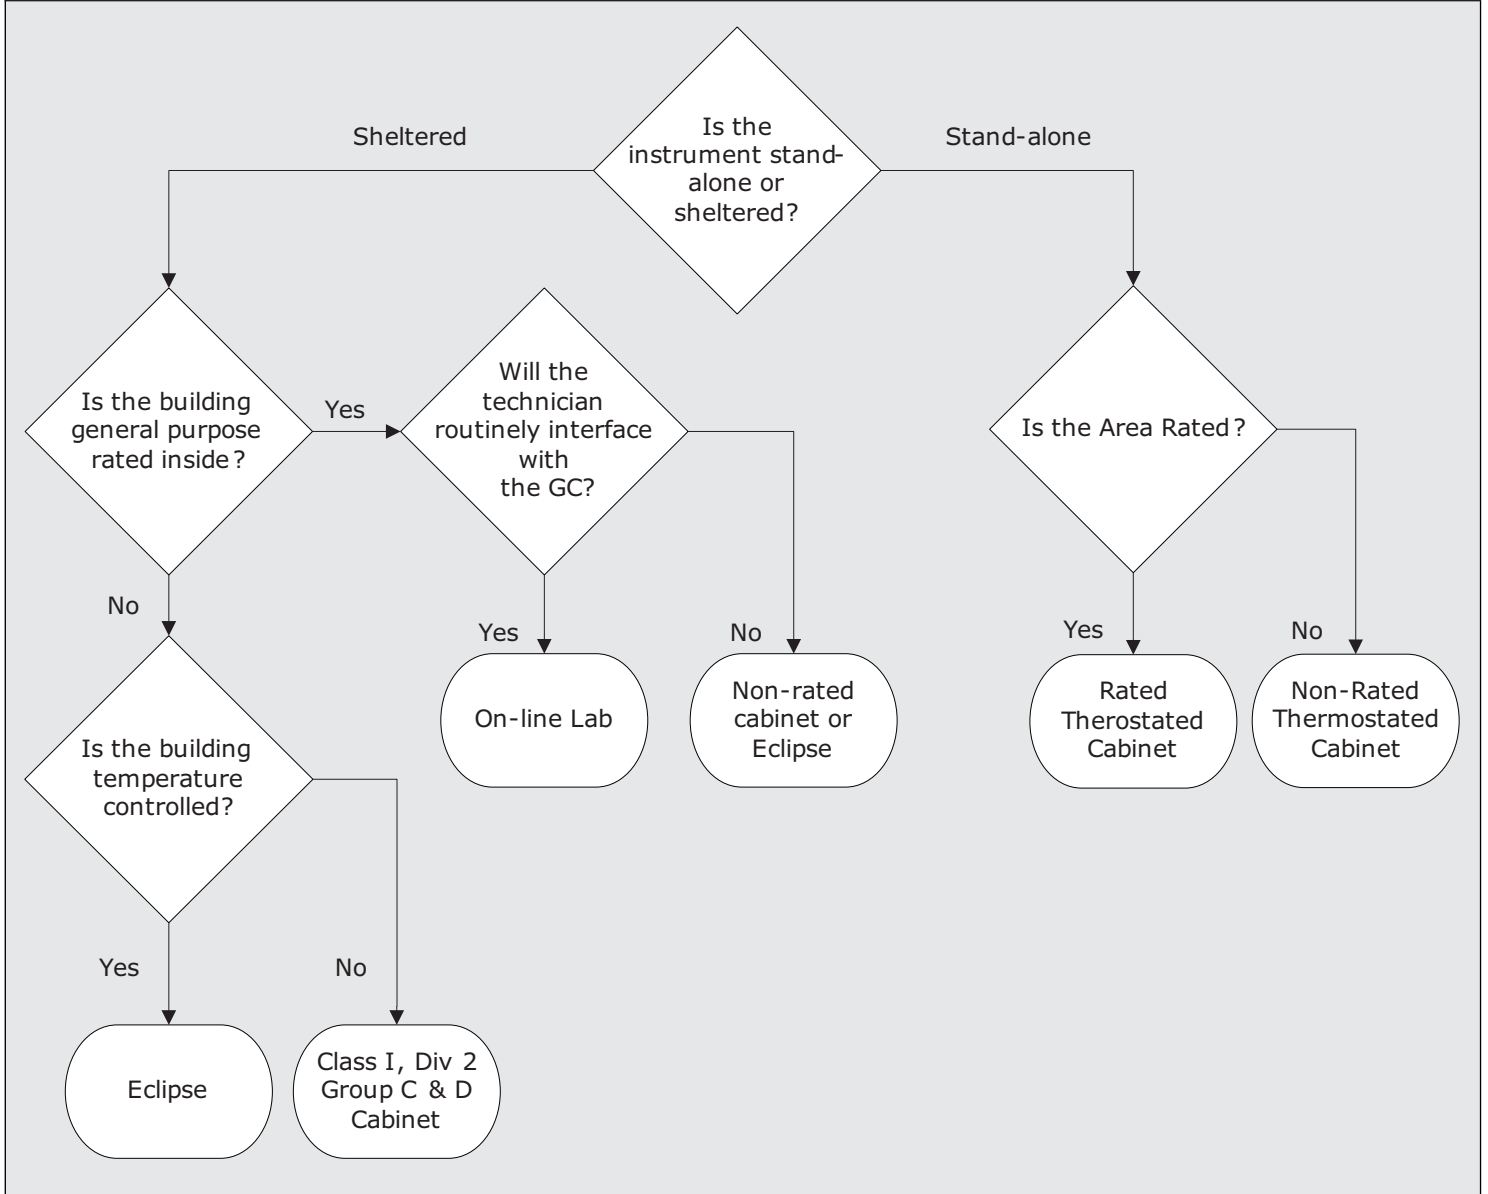 Is the
instrument stand-
alone or
sheltered?
Sheltered
Stand-alone
Is the building
general purpose
rated inside?
Yes
Will the
technician
routinely interface
with
the GC?
Is the Area Rated?
No
Yes
No
Yes
No
On-line Lab
Non-rated
cabinet or
Eclipse
Rated
Therostated
Cabinet
Non-Rated
Thermostated
Cabinet
Is the building
temperature
controlled?
Yes
No
Eclipse
Class I, Div 2
Group C & D
Cabinet